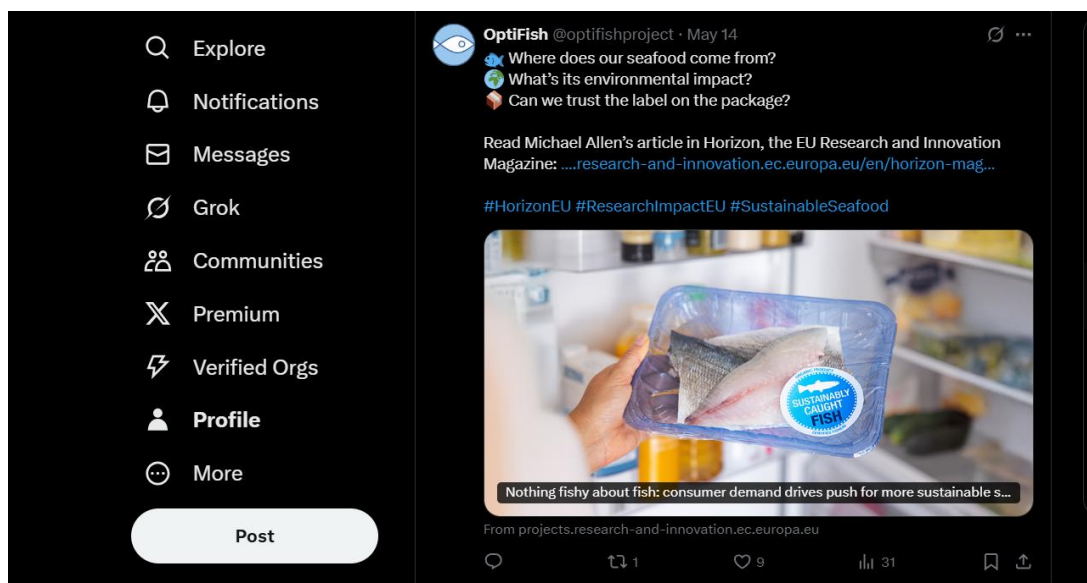 Explore
Notifications
Messages
Grok
Communities
Premium
Verified Orgs
Profile
More
Post
OptiFish @optifishproject · May 14
Where does our seafood come from?
What's its environmental impact?
Can we trust the label on the package?
Read Michael Allen's article in Horizon, the EU Research and Innovation
Magazine: ....research-and-innovation.ec.europa.eu/en/horizon-mag...
#HorizonEU #ResearchImpactEU #SustainableSeafood
SUSTAINABLY
CAUGHT
FISH
Nothing fishy about fish: consumer demand drives push for more sustainable s...
From projects.research-and-innovation.ec.europa.eu
1
9
31